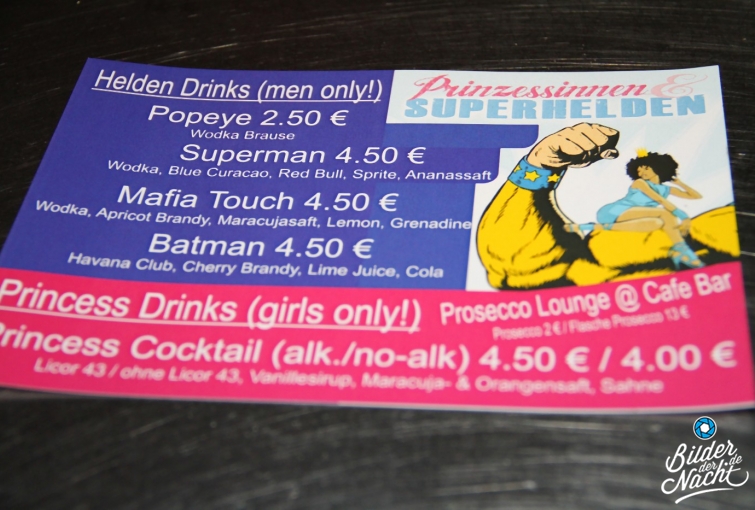 Helden Drinks (men only!)
Prinzessinnen &
SUPERHELDEN
Popeye 2.50 €
Wodka Brause
Superman 4.50 €
Wodka, Blue Curacao, Red Bull, Sprite, Ananassaft
Mafia Touch 4.50 €
Wodka, Apricot Brandy, Maracujasaft, Lemon, Grenadine
Batman 4.50 €
Havana Club, Cherry Brandy, Lime Juice, Cola
Princess Drinks (girls only!)
Prosecco Lounge @ Cafe Bar
Prosecco 2 € / Flasche Prosecco 13 €
Princess Cocktail (alk./no-alk) 4.50 € / 4.00 €
Licor 43 / ohne Licor 43, Vanillesirup, Maracuja- & Orangensaft, Sahne
Bilder
der .de
Nacht